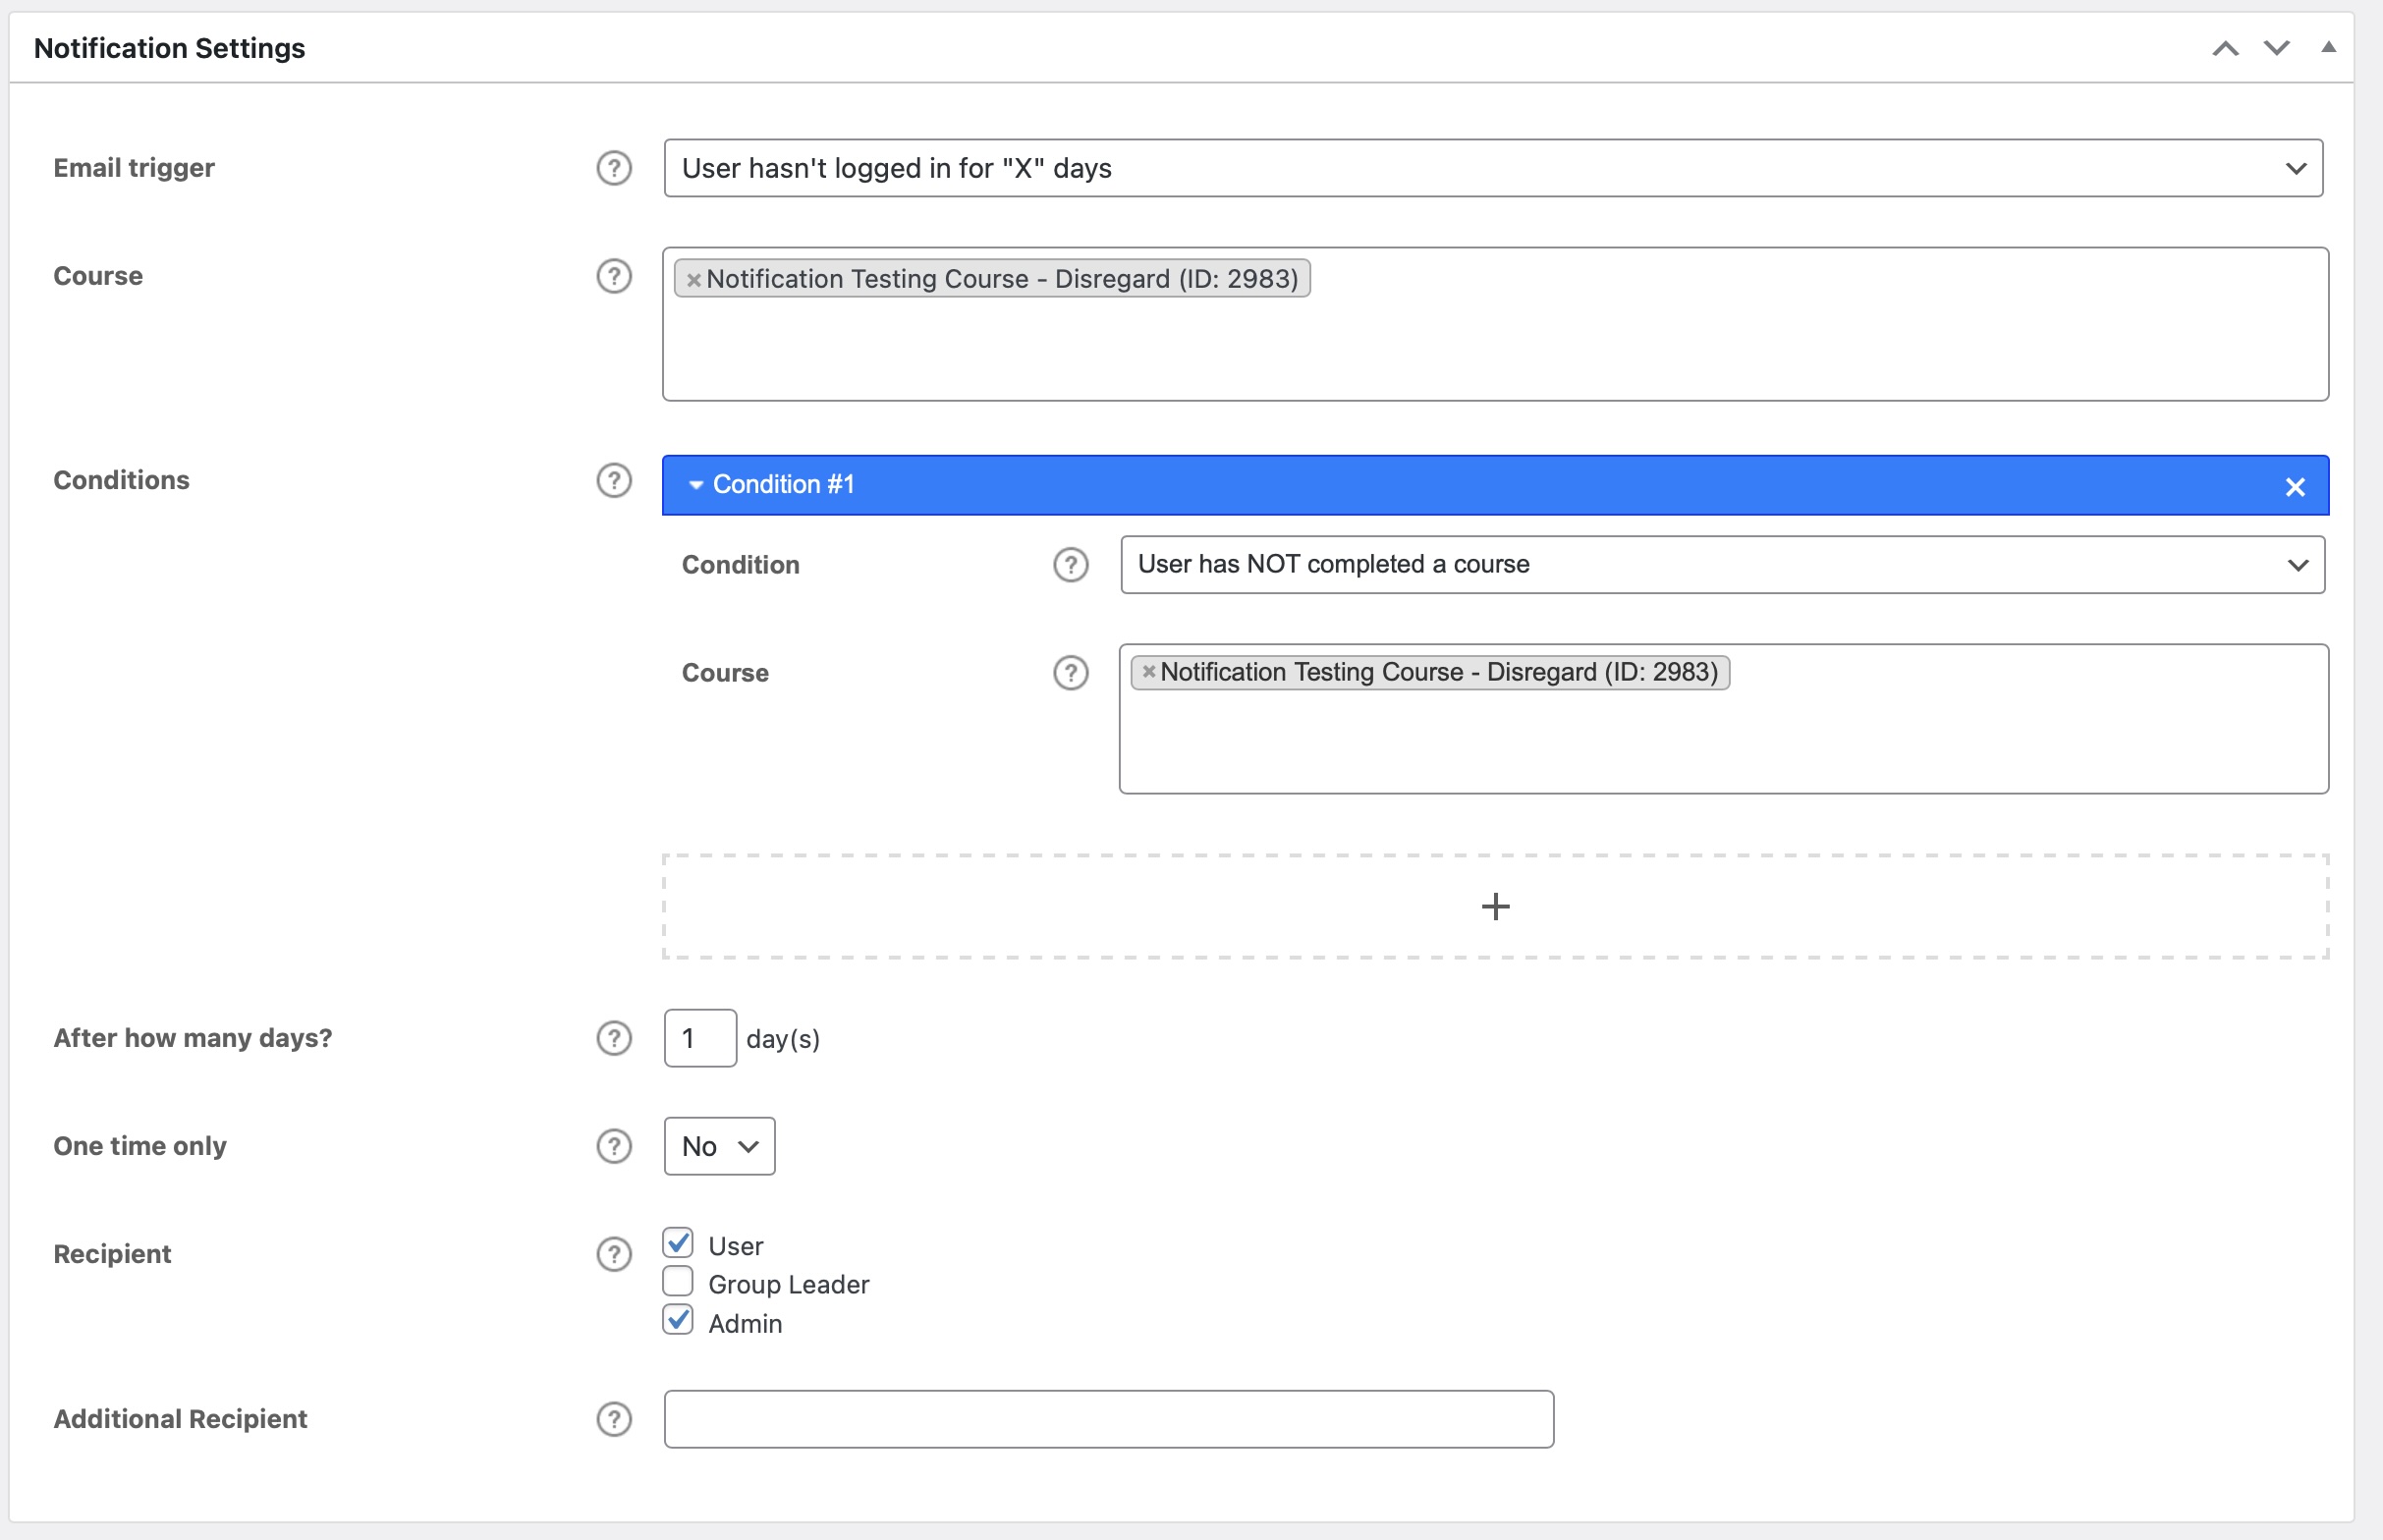 Notification Settings
Email trigger
?
User hasn't logged in for "X" days
Course
?
×Notification Testing Course - Disregard (ID: 2983)
Conditions
?
Condition #1
Condition
?
User has NOT completed a course
Course
?
×Notification Testing Course - Disregard (ID: 2983)
+
After how many days?
?
1 day(s)
One time only
?
No
Recipient
?
User
Group Leader
Admin
Additional Recipient
?